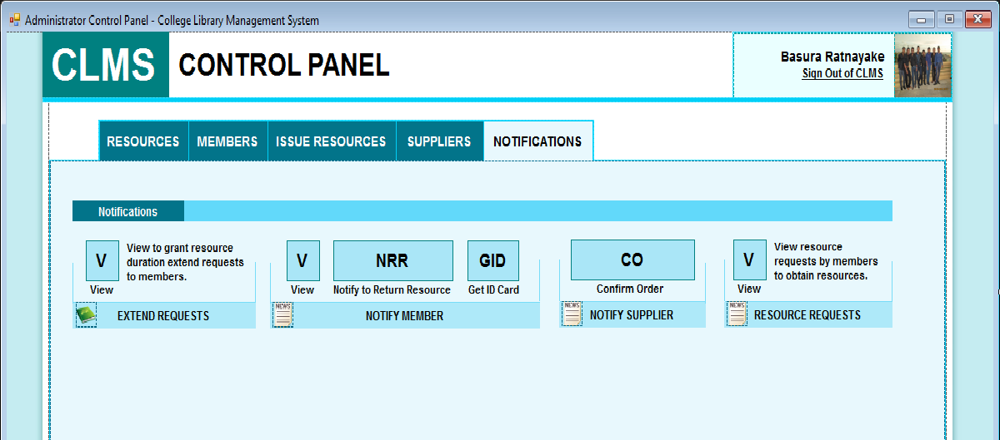 Administrator Control Panel - College Library Management System
CLMS
CONTROL PANEL
Basura Ratnayake
Sign Out of CLMS
RESOURCES
MEMBERS
ISSUE RESOURCES
SUPPLIERS
NOTIFICATIONS
Notifications
V
View
View to grant resource
duration extend requests
to members.
EXTEND REQUESTS
V
View
NRR
Notify to Return Resource
GID
Get ID Card
NEWS
NOTIFY MEMBER
CO
Confirm Order
NEWS
NOTIFY SUPPLIER
V
View
View resource
requests by members
to obtain resources.
NEWS
RESOURCE REQUESTS